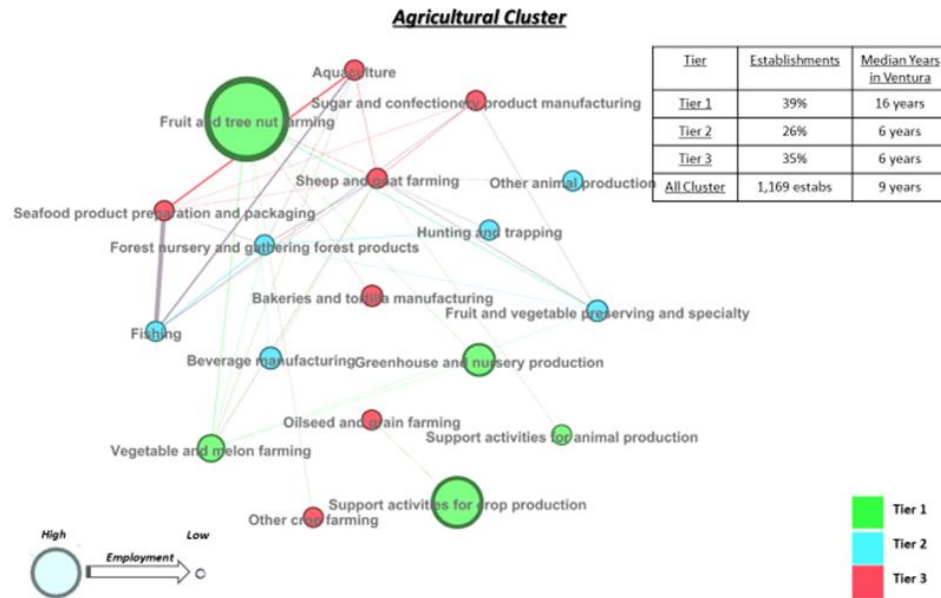 Agricultural Cluster
Aquaculture
Sugar and confectionery product manufacturing
Fruit and tree nut farming
Sheep and goat farming
Other animal production
Seafood product preparation and packaging
Hunting and trapping
Forest nursery and gathering forest products
Bakeries and tortilla manufacturing
Fruit and vegetable preserving and specialty
Fishing
Beverage manufacturing
Greenhouse and nursery production
Oilseed and grain farming
Support activities for animal production
Vegetable and melon farming
Support activities for crop production
Other crop farming
Tier Establishments Median Years in Ventura
Tier 1 39% 16 years
Tier 2 26% 6 years
Tier 3 35% 6 years
All Cluster 1,169 estabs 9 years
High
Low
Employment
Tier 1
Tier 2
Tier 3